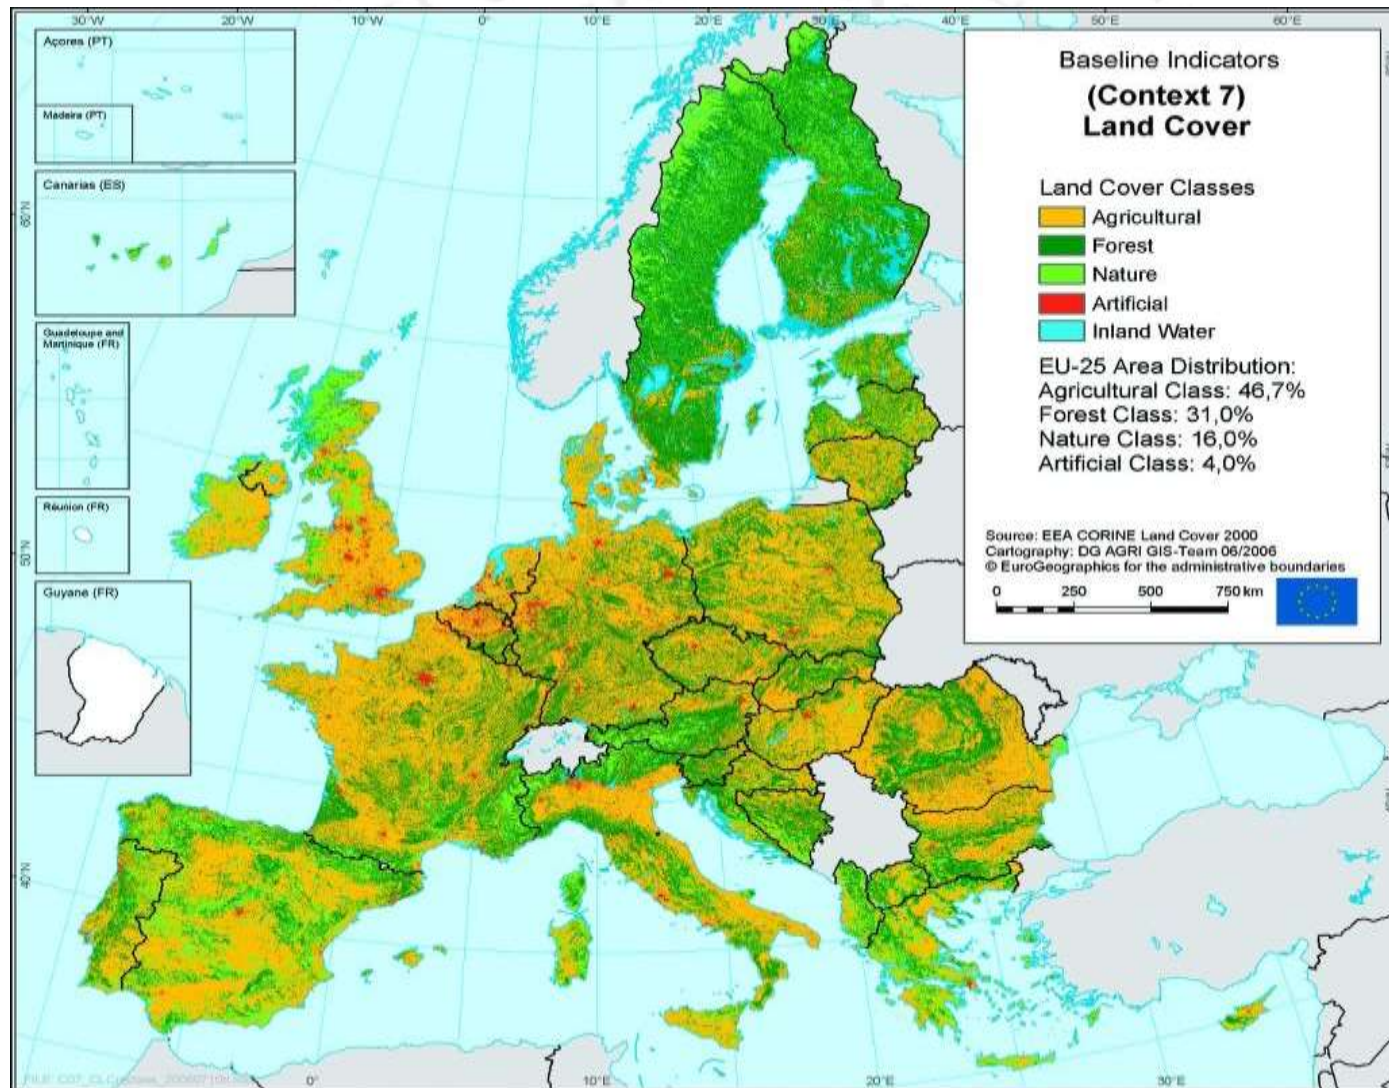 30°W
20°W
10°W
0°
10°E
20°E
30°E
40°E
50°E
60°E
Açores (PT)
Madeira (PT)
Canarias (ES)
Guadeloupe and
Martinique (FR)
Réunion (FR)
Guyane (FR)
60°N
50°N
40°N
Baseline Indicators
(Context 7)
Land Cover
Land Cover Classes
Agricultural
Forest
Nature
Artificial
Inland Water
EU-25 Area Distribution:
Agricultural Class: 46,7%
Forest Class: 31,0%
Nature Class: 16,0%
Artificial Class: 4,0%
Source: EEA CORINE Land Cover 2000
Cartography: DG AGRI GIS-Team 06/2006
© EuroGeographics for the administrative boundaries
0 250 500 750 km
0°
10°E
20°E
30°E